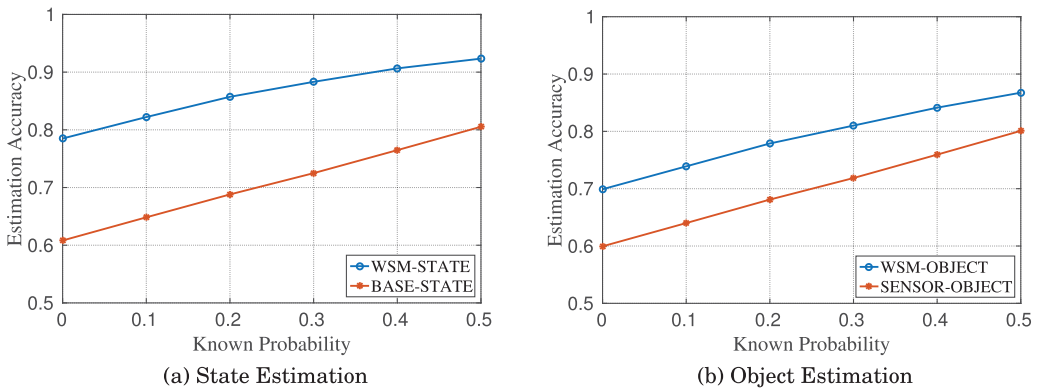 1
0.9
0.8
0.7
0.6
0.5
Estimation Accuracy
WSM-STATE
BASE-STATE
0 0.1 0.2 0.3 0.4 0.5
Known Probability
(a) State Estimation
1
0.9
0.8
0.7
0.6
0.5
Estimation Accuracy
WSM-OBJECT
SENSOR-OBJECT
0 0.1 0.2 0.3 0.4 0.5
Known Probability
(b) Object Estimation